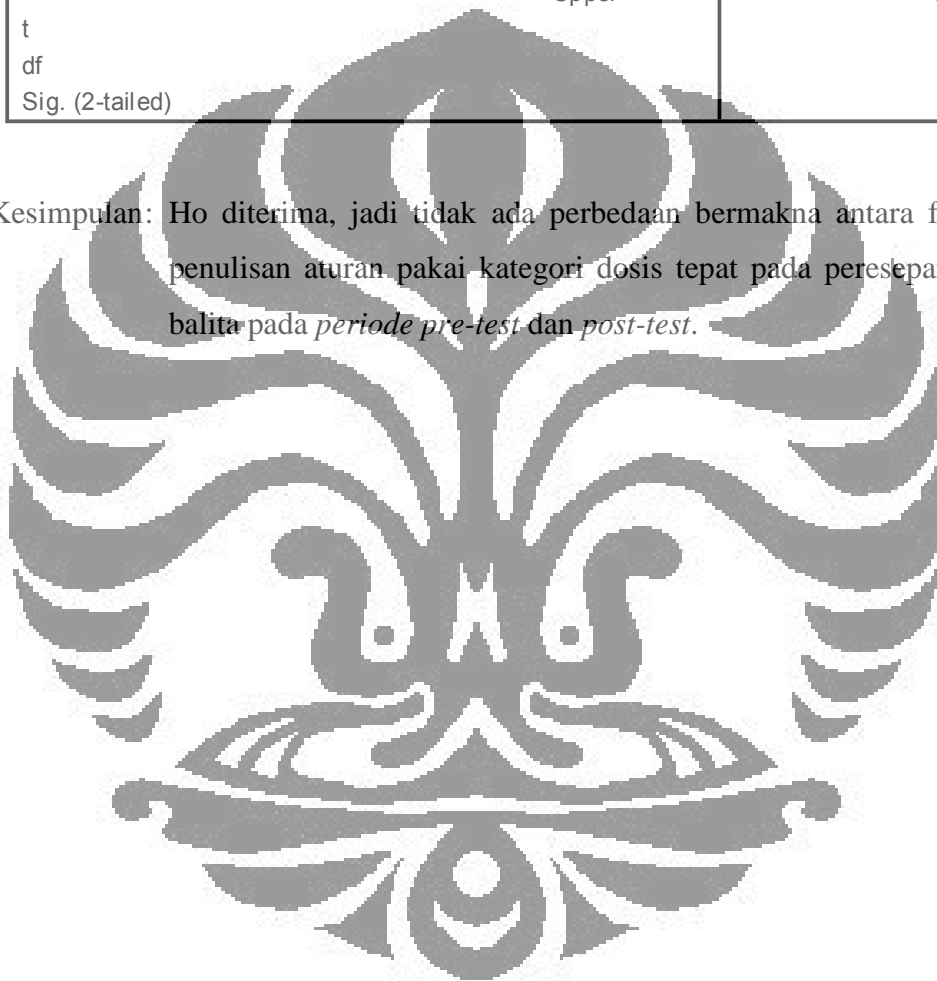 t
df
Sig. (2-tailed)
Kesimpulan: Ho diterima, jadi tidak ada perbedaan bermakna antara
penulisan aturan pakai kategori dosis tepat pada
balita pada periode pre-test dan post-test.